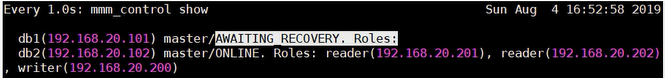 Every 1.0s: mmm_control show Sun Aug  4 16:52:58 2019
db1(192.168.20.101) master/AWAITING_RECOVERY. Roles:
db2(192.168.20.102) master/ONLINE. Roles: reader(192.168.20.201), reader(192.168.20.202)
, writer(192.168.20.200)